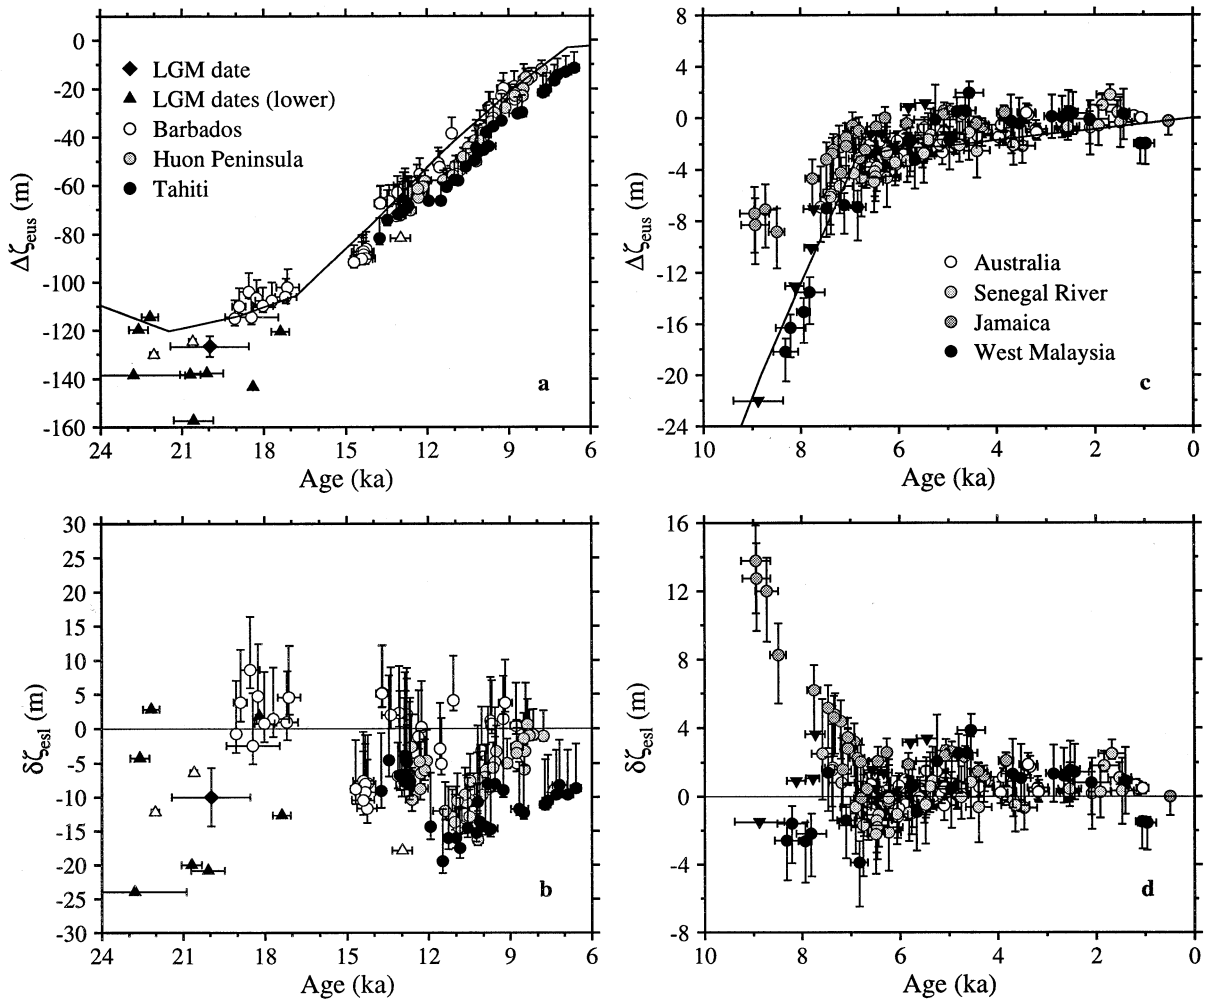 0
-20
-40
-60
-80
-100
-120
-140
-160
Δζeus (m)
LGM date
LGM dates (lower)
Barbados
Huon Peninsula
Tahiti
a
24 21 18 15 12 9 6
Age (ka)
8
4
0
-4
-8
-12
-16
-20
-24
Δζeus (m)
Australia
Senegal River
Jamaica
West Malaysia
c
10 8 6 4 2 0
Age (ka)
30
25
20
15
10
5
0
-5
-10
-15
-20
-25
-30
δζesl (m)
b
24 21 18 15 12 9 6
Age (ka)
16
12
8
4
0
-4
-8
δζesl (m)
d
10 8 6 4 2 0
Age (ka)